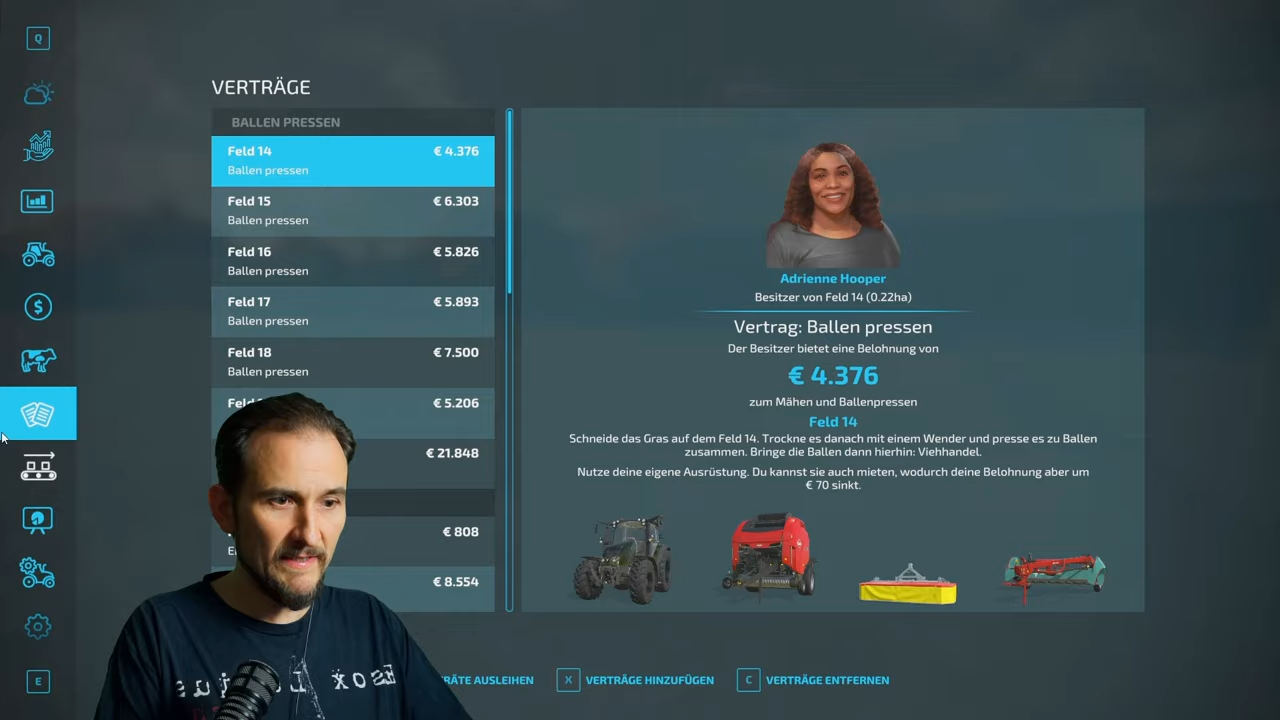 Q
VERTRÄGE
BALLEN PRESSEN
Feld 14 € 4.376
Ballen pressen
Feld 15 € 6.303
Ballen pressen
Feld 16 € 5.826
Ballen pressen
Feld 17 € 5.893
Ballen pressen
Feld 18 € 7.500
Ballen pressen
€ 5.206
€ 21.848
€ 808
€ 8.554
Adrienne Hooper
Besitzer von Feld 14 (0.22ha)
Vertrag: Ballen pressen
Der Besitzer bietet eine Belohnung von
€ 4.376
zum Mähen und Ballenpressen
Feld 14
Schneide das Gras auf dem Feld 14. Trockne es danach mit einem Wender und presse es zu Ballen
zusammen. Bringe die Ballen dann hierhin: Viehhandel.
Nutze deine eigene Ausrüstung. Du kannst sie auch mieten, wodurch deine Belohnung aber um
€ 70 sinkt.
E
AUSLEIHEN X VERTRÄGE HINZUFÜGEN C VERTRÄGE ENTFERNEN